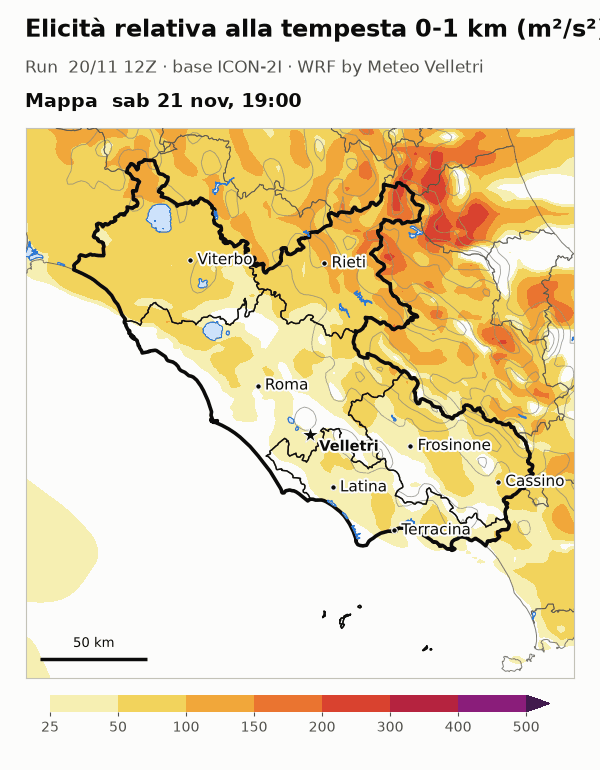 Elicità relativa alla tempesta 0-1 km (m²/s²)
Run 20/11 12Z · base ICON-2I · WRF by Meteo Velletri
Mappa sab 21 nov, 19:00
Viterbo
Rieti
Roma
Velletri
Frosinone
Cassino
Latina
Terracina
50 km
25 50 100 150 200 300 400 500